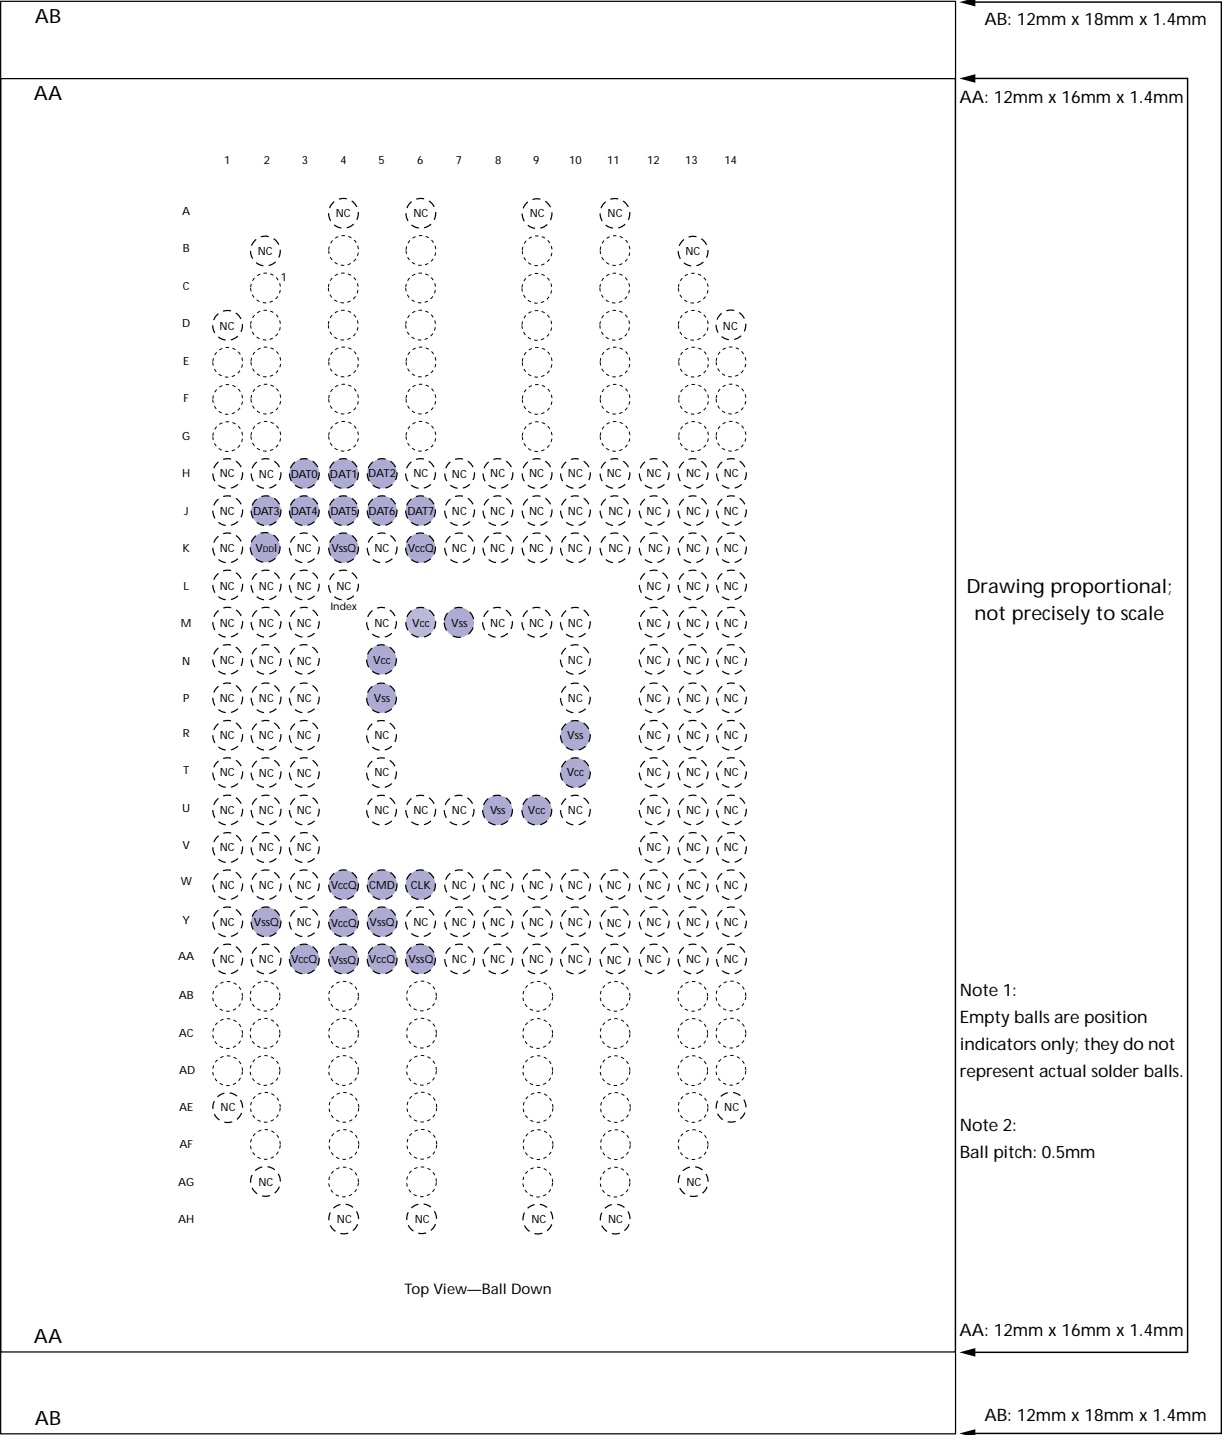 AB
AB: 12mm x 18mm x 1.4mm
AA
AA: 12mm x 16mm x 1.4mm
1 2 3 4 5 6 7 8 9 10 11 12 13 14
A NC NC NC NC
B NC NC
C 1
D NC NC
E
F
G
H NC NC DAT0 DAT1 DAT2 NC NC NC NC NC NC NC NC NC
J NC DAT3 DAT4 DAT5 DAT6 DAT7 NC NC NC NC NC NC NC NC
K NC VDDI NC VssQ NC VccQ NC NC NC NC NC NC NC NC
L NC NC NC NC NC NC NC
Index
M NC NC NC NC Vcc Vss NC NC NC NC NC NC
N NC NC NC Vcc NC NC NC NC
P NC NC NC Vss NC NC NC NC
R NC NC NC NC Vss NC NC NC
T NC NC NC NC Vcc NC NC NC
U NC NC NC NC NC NC Vss Vcc NC NC NC NC
V NC NC NC NC NC NC
W NC NC NC VccQ CMD CLK NC NC NC NC NC NC NC NC
Y NC VssQ NC VccQ VssQ NC NC NC NC NC NC NC NC NC
AA NC NC VccQ VssQ VccQ VssQ NC NC NC NC NC NC NC NC
AB
AC
AD
AE NC NC
AF
AG NC NC
AH NC NC NC NC
Top View—Ball Down
Drawing proportional;
not precisely to scale
Note 1:
Empty balls are position
indicators only; they do not
represent actual solder balls.
Note 2:
Ball pitch: 0.5mm
AA
AA: 12mm x 16mm x 1.4mm
AB
AB: 12mm x 18mm x 1.4mm